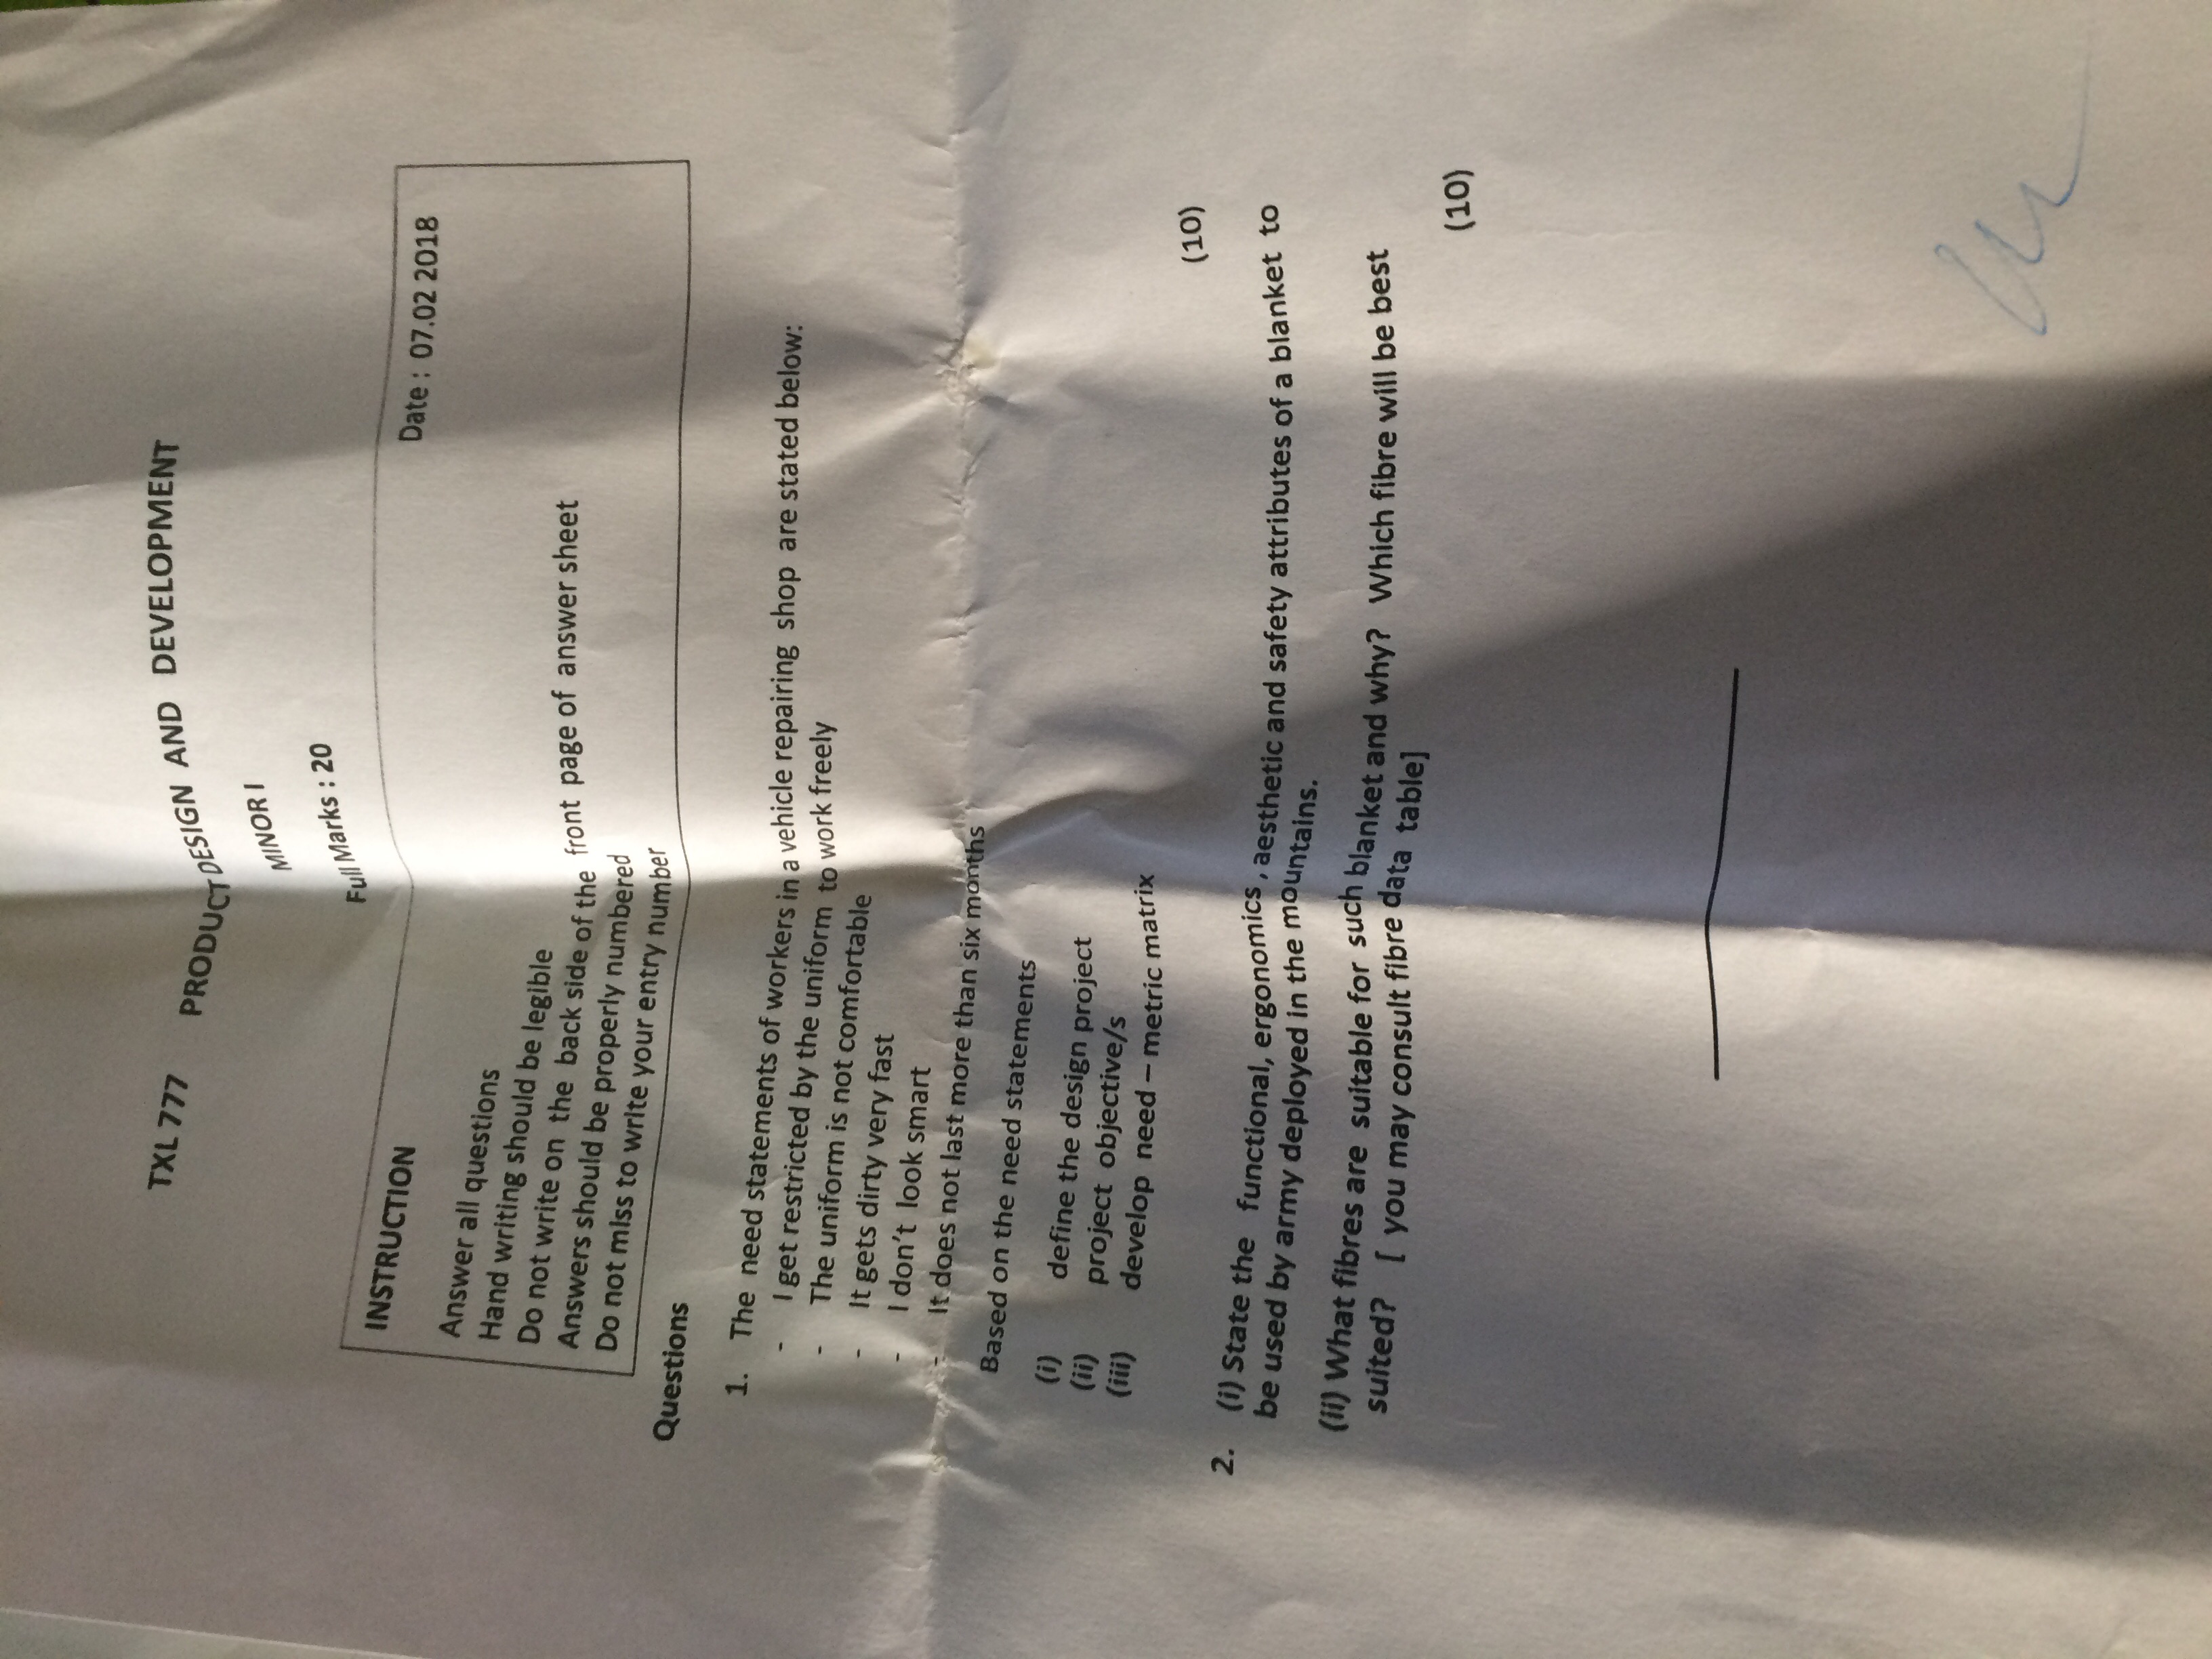 TXL 777 PRODUCT DESIGN AND DEVELOPMENT
MINOR I
Full Marks : 20
INSTRUCTION
Date : 07.02 2018
Answer all questions
Hand writing should be legible
Do not write on the back side of the front page of answer sheet
Answers should be properly numbered
Do not miss to write your entry number
Questions
1. The need statements of workers in a vehicle repairing shop are stated below:
- I get restricted by the uniform to work freely
- The uniform is not comfortable
- It gets dirty very fast
- I don't look smart
- It does not last more than six months
Based on the need statements
(i) define the design project
(ii) project objective/s
(iii) develop need – metric matrix
(10)
2. (i) State the functional, ergonomics , aesthetic and safety attributes of a blanket to
be used by army deployed in the mountains.
(ii) What fibres are suitable for such blanket and why? Which fibre will be best
suited? [ you may consult fibre data table]
(10)